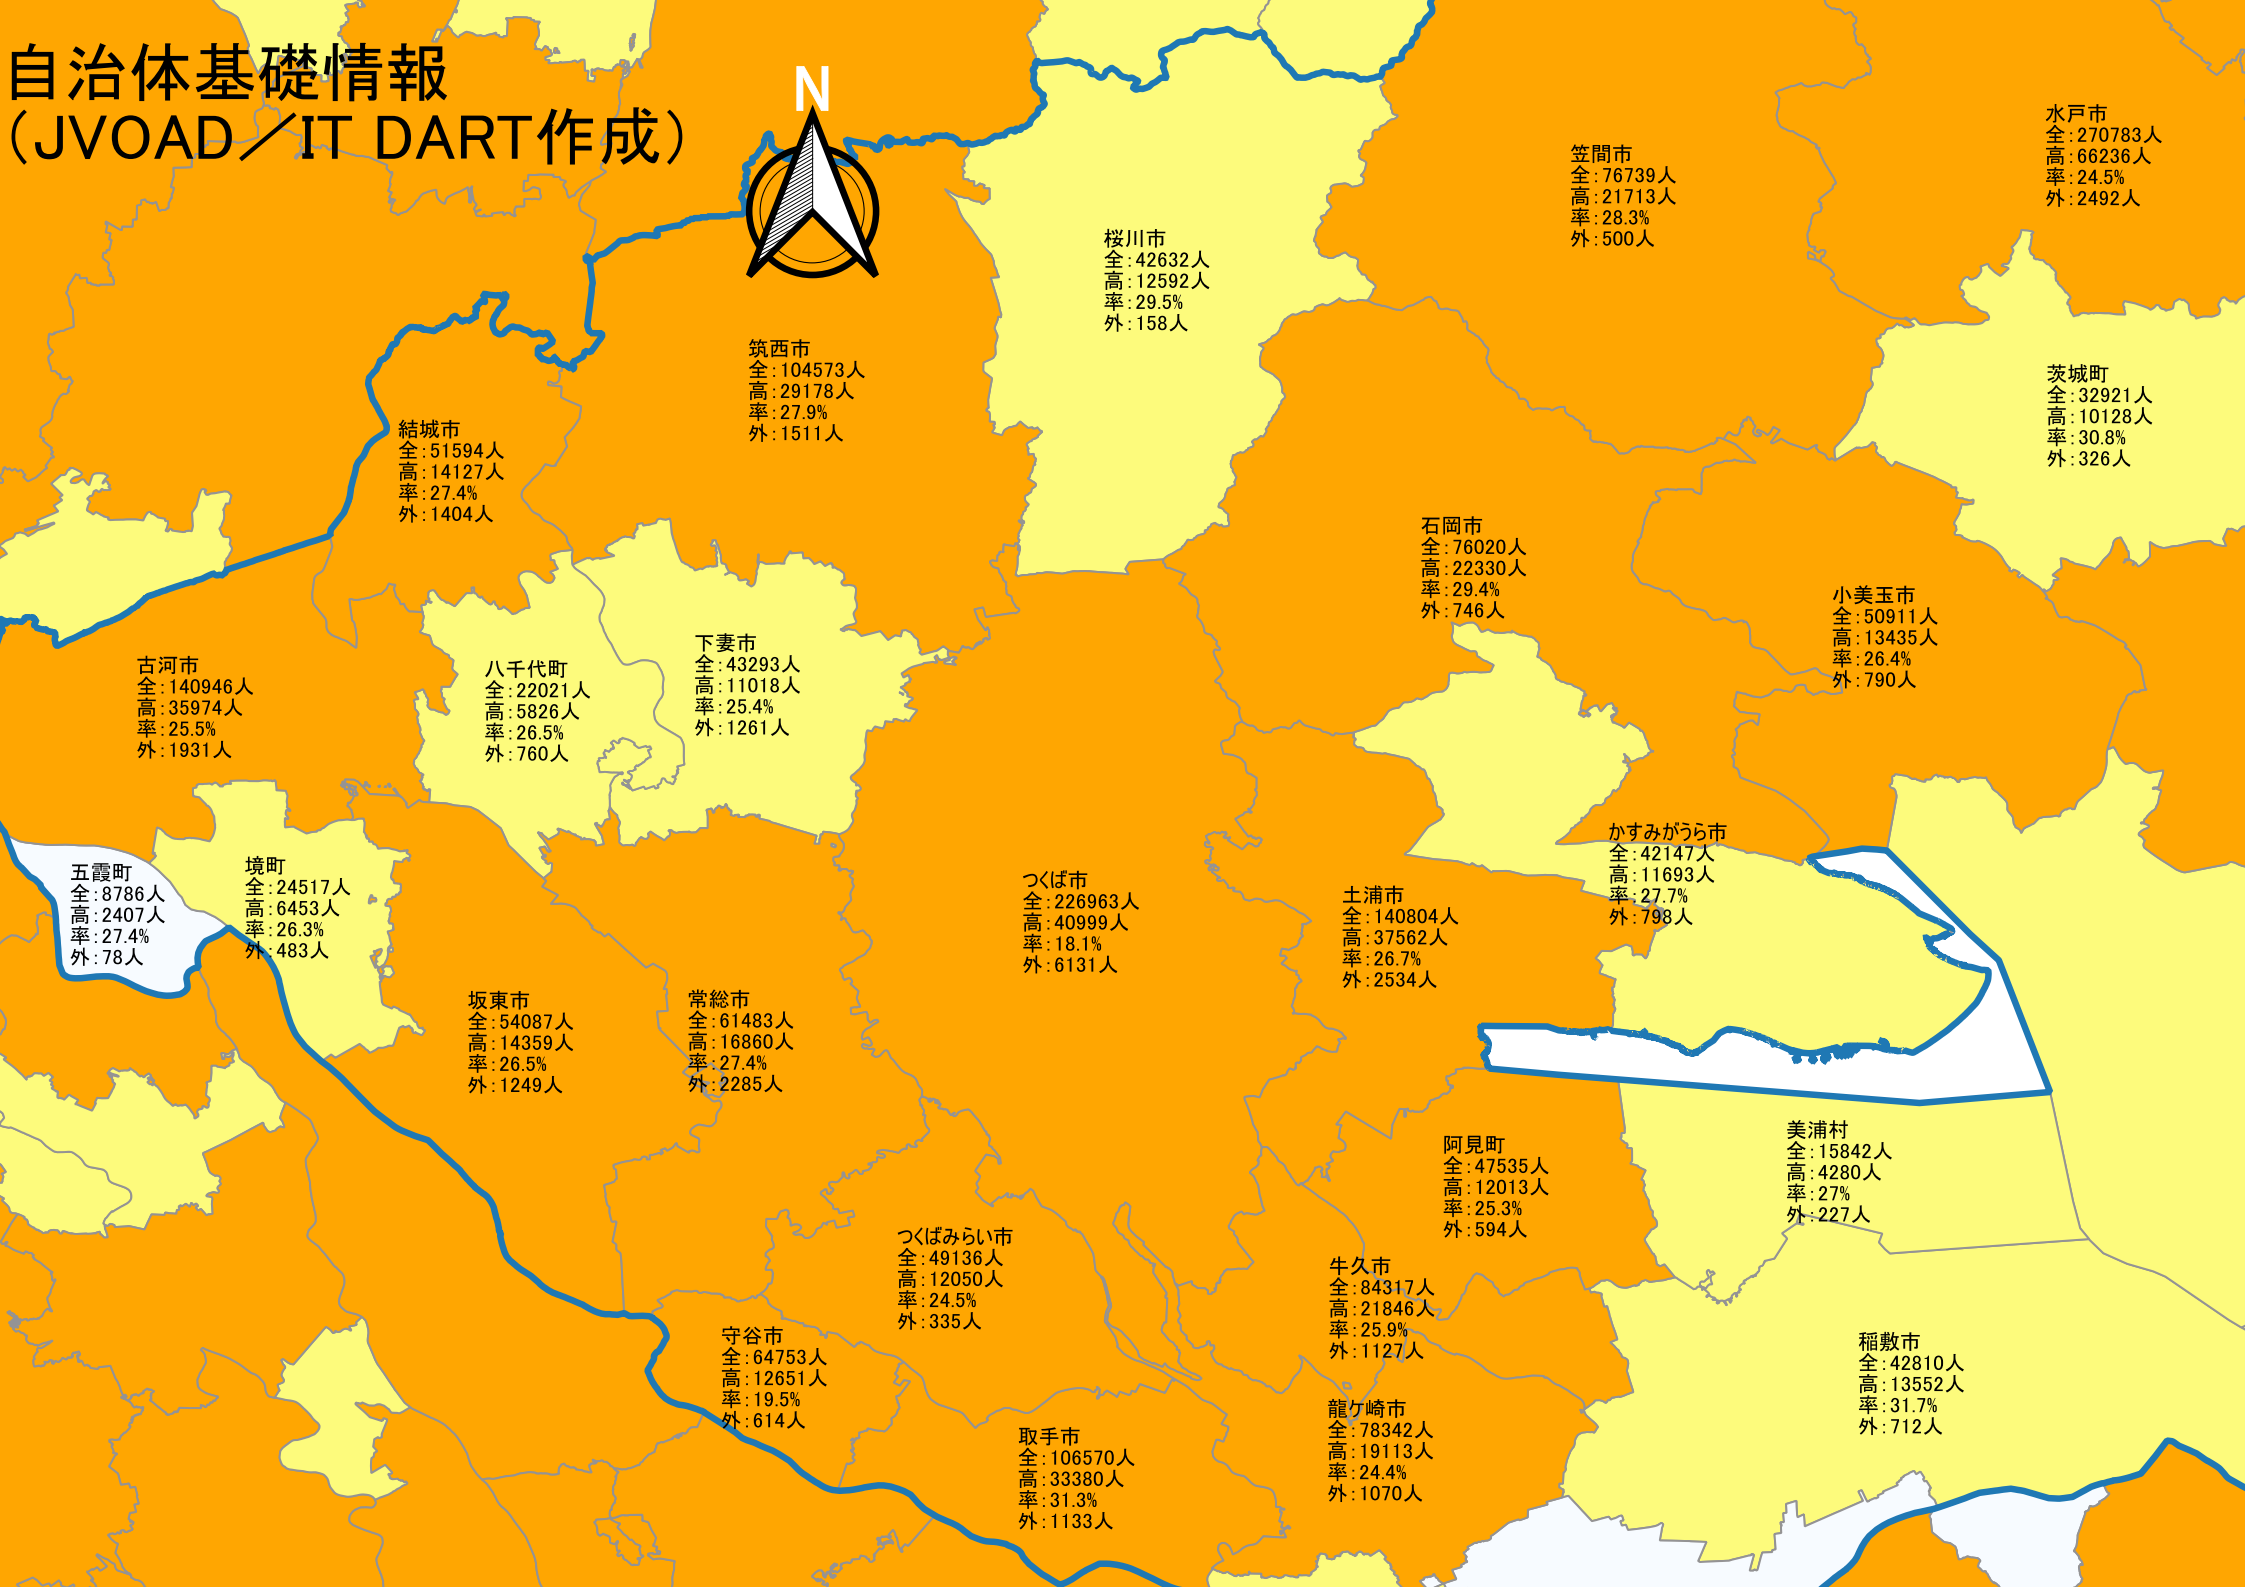 自治体基礎情報
（JVOAD／IT DART作成）
N
水戸市
全：270783人
高：66236人
率：24.5%
外：2492人
笠間市
全：76739人
高：21713人
率：28.3%
外：500人
桜川市
全：42632人
高：12592人
率：29.5%
外：158人
筑西市
全：104573人
高：29178人
率：27.9%
外：1511人
茨城町
全：32921人
高：10128人
率：30.8%
外：326人
結城市
全：51594人
高：14127人
率：27.4%
外：1404人
石岡市
全：76020人
高：22330人
率：29.4%
外：746人
小美玉市
全：50911人
高：13435人
率：26.4%
外：790人
下妻市
全：43293人
高：11018人
率：25.4%
外：1261人
古河市
全：140946人
高：35974人
率：25.5%
外：1931人
八千代町
全：22021人
高：5826人
率：26.5%
外：760人
かすみがうら市
全：42147人
高：11693人
率：27.7%
外：798人
五霞町
全：8786人
高：2407人
率：27.4%
外：78人
境町
全：24517人
高：6453人
率：26.3%
外：483人
つくば市
全：226963人
高：40999人
率：18.1%
外：6131人
土浦市
全：140804人
高：37562人
率：26.7%
外：2534人
坂東市
全：54087人
高：14359人
率：26.5%
外：1249人
常総市
全：61483人
高：16860人
率：27.4%
外：2285人
美浦村
全：15842人
高：4280人
率：27%
外：227人
阿見町
全：47535人
高：12013人
率：25.3%
外：594人
つくばみらい市
全：49136人
高：12050人
率：24.5%
外：335人
牛久市
全：84317人
高：21846人
率：25.9%
外：1127人
守谷市
全：64753人
高：12651人
率：19.5%
外：614人
稲敷市
全：42810人
高：13552人
率：31.7%
外：712人
龍ケ崎市
全：78342人
高：19113人
率：24.4%
外：1070人
取手市
全：106570人
高：33380人
率：31.3%
外：1133人